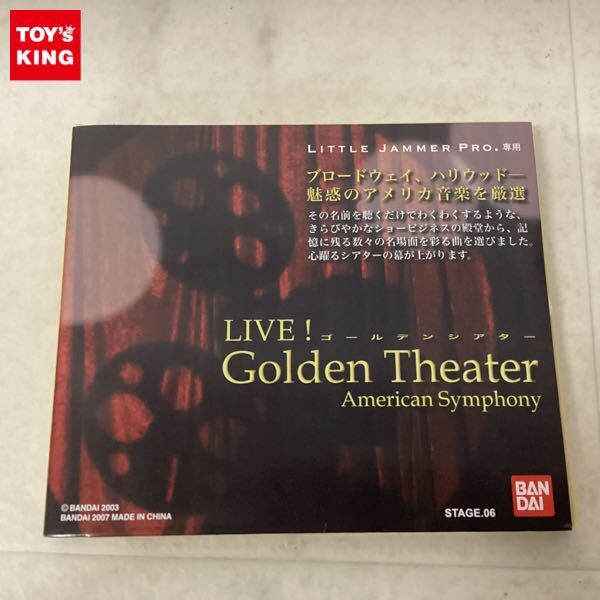 TOY's
KING
LITTLE JAMMER PRO. 専用
ブロードウェイ、ハリウッド―
魅惑のアメリカ音楽を厳選
その名前を聴くだけでわくわくするような、
きらびやかなショービジネスの殿堂から、記
憶に残る数々の名場面を彩る曲を選びました。
心躍るシアターの幕が上がります。
LIVE! ゴールデンシアター
Golden Theater
American Symphony
© BANDAI 2003
BANDAI 2007 MADE IN CHINA
STAGE.06
BAN
DAI